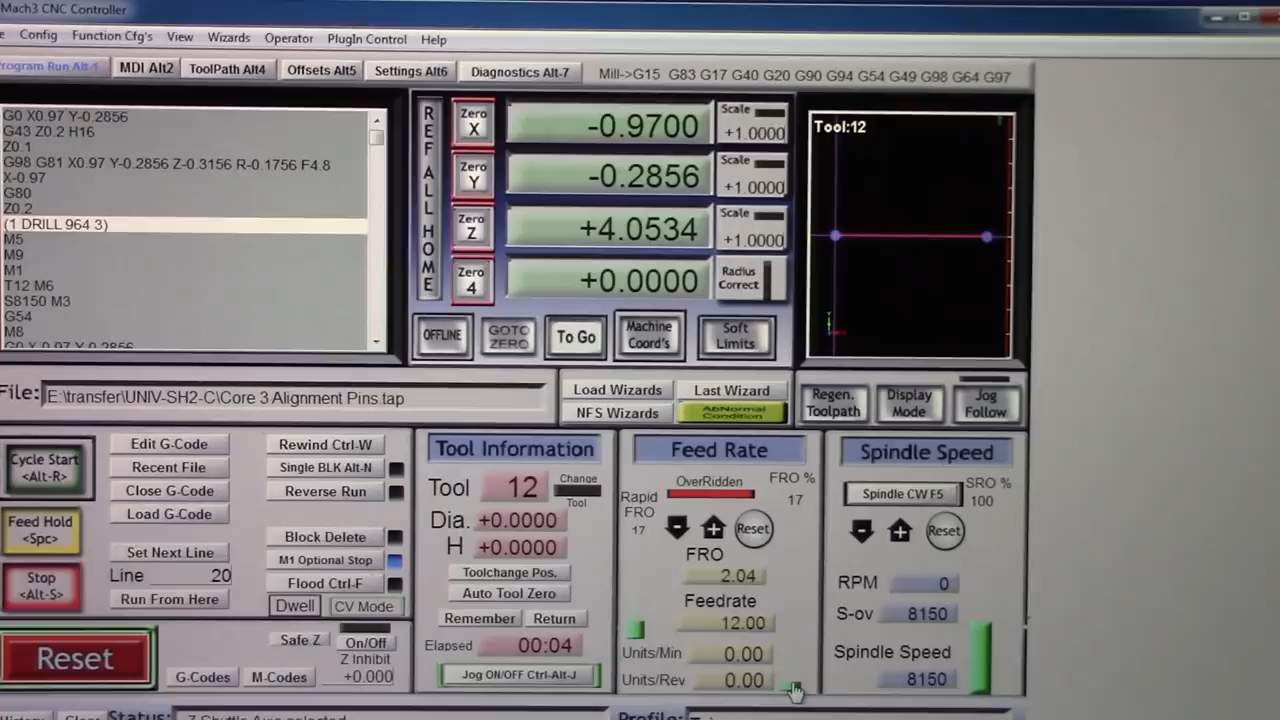 Mach3 CNC Controller
Config Function Cfg's View Wizards Operator PlugIn Control Help
Program Run Alt-1 MDI Alt2 ToolPath Alt4 Offsets Alt5 Settings Alt6 Diagnostics Alt-7 Mill->G15 G83 G17 G40 G20 G90 G94 G54 G49 G98 G64 G97
G0 X0.97 Y-0.2856
G43 Z0.2 H16
Z0.1
G98 G81 X0.97 Y-0.2856 Z-0.3156 R-0.1756 F4.8
X-0.97
G80
Z0.2
(1 DRILL 964 3)
M5
M9
M1
T12 M6
S8150 M3
G54
M8
G0 X 0.97 Y-0.2856
REF ALL HOME
Zero X -0.9700 Scale +1.0000
Zero Y -0.2856 Scale +1.0000
Zero Z +4.0534 Scale +1.0000
Zero 4 +0.0000 Radius Correct
OFFLINE GOTO ZERO To Go Machine Coord's Soft Limits
Tool:12
File: E:\transfer\UNIV-SH2-C\Core 3 Alignment Pins.tap
Load Wizards Last Wizard
NFS Wizards AbNormal Condition
Regen. Toolpath Display Mode Jog Follow
Cycle Start <Alt-R>
Feed Hold <Spc>
Stop <Alt-S>
Reset
Edit G-Code Rewind Ctrl-W
Recent File Single BLK Alt-N
Close G-Code Reverse Run
Load G-Code
Block Delete
Set Next Line M1 Optional Stop
Line 20 Flood Ctrl-F
Run From Here Dwell CV Mode
Safe Z On/Off
Z Inhibit
+0.000
G-Codes M-Codes
Tool Information
Tool 12 Change Tool
Dia. +0.0000
H +0.0000
Toolchange Pos.
Auto Tool Zero
Remember Return
Elapsed 00:04
Jog ON/OFF Ctrl-Alt-J
Feed Rate
OverRidden FRO %
17
Rapid FRO
17
Reset
FRO
2.04
Feedrate
12.00
Units/Min 0.00
Units/Rev 0.00
Spindle Speed
Spindle CW F5 SRO %
100
Reset
RPM 0
S-ov 8150
Spindle Speed
8150
History Clear Status: Z Shuttle Axis selected Profile: